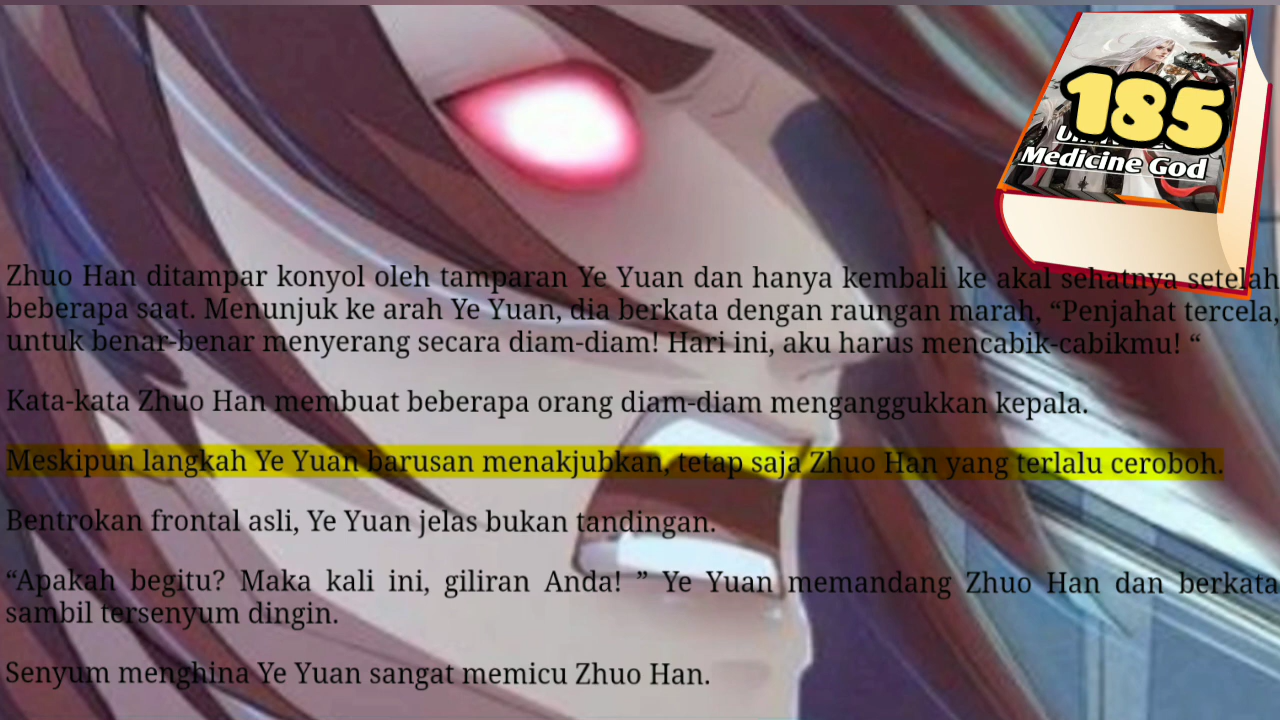 185
Medicine God
Zhuo Han ditampar konyol oleh tamparan Ye Yuan dan hanya kembali ke akal sehatnya setelah
beberapa saat. Menunjuk ke arah Ye Yuan, dia berkata dengan raungan marah, “Penjahat tercela,
untuk benar-benar menyerang secara diam-diam! Hari ini, aku harus mencabik-cabikmu! “
Kata-kata Zhuo Han membuat beberapa orang diam-diam menganggukkan kepala.
Meskipun langkah Ye Yuan barusan menakjubkan, tetap saja Zhuo Han yang terlalu ceroboh.
Bentrokan frontal asli, Ye Yuan jelas bukan tandingan.
“Apakah begitu? Maka kali ini, giliran Anda! ” Ye Yuan memandang Zhuo Han dan berkata
sambil tersenyum dingin.
Senyum menghina Ye Yuan sangat memicu Zhuo Han.